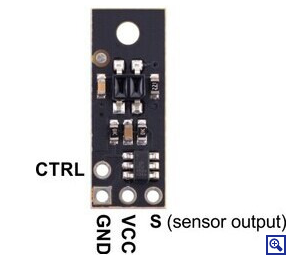 CTRL
GND
VCC
S (sensor output)